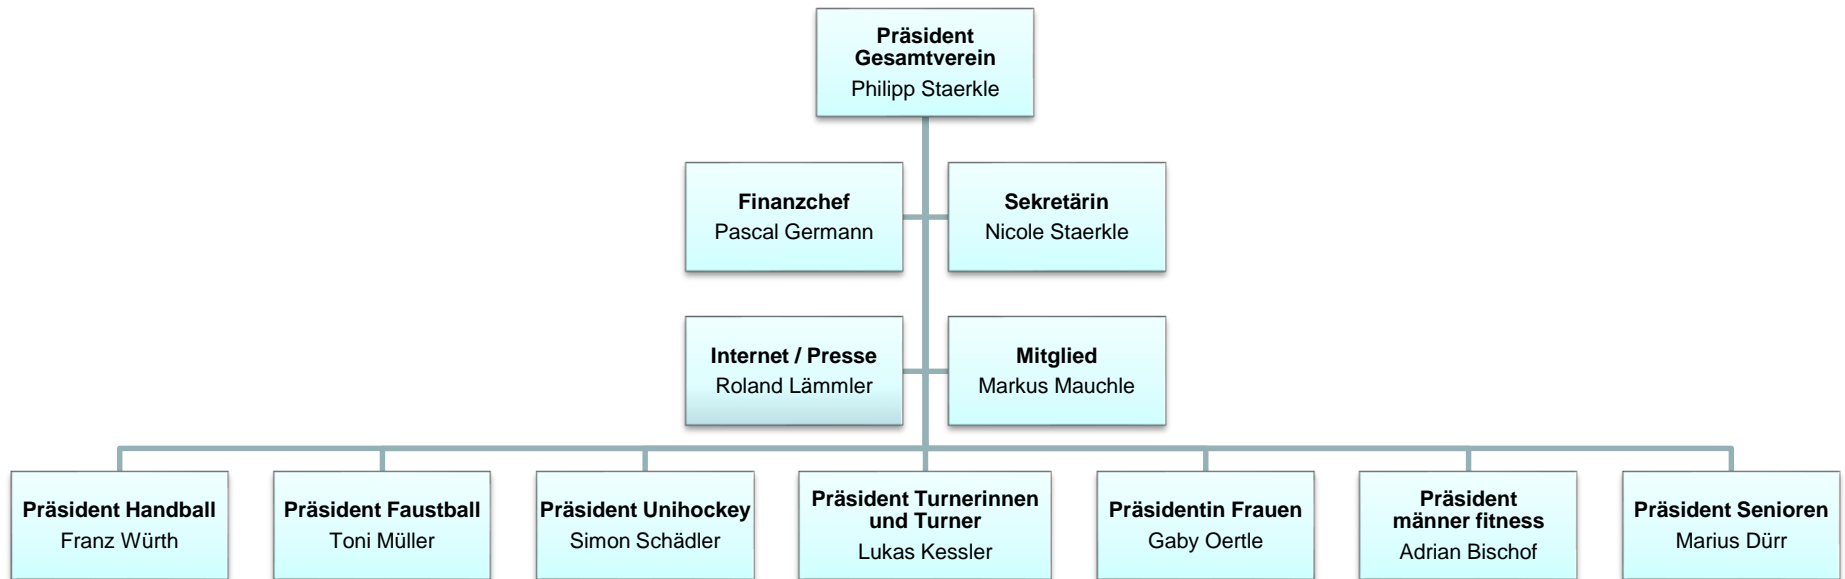 Präsident
Gesamtverein
Philipp Staerkle
Finanzchef
Pascal Germann
Sekretärin
Nicole Staerkle
Internet / Presse
Roland Lämmler
Mitglied
Markus Mauchle
Präsident Handball
Franz Würth
Präsident Faustball
Toni Müller
Präsident Unihockey
Simon Schädler
Präsident Turnerinnen
und Turner
Lukas Kessler
Präsidentin Frauen
Gaby Oertle
Präsident
männer fitness
Adrian Bischof
Präsident Senioren
Marius Dürr